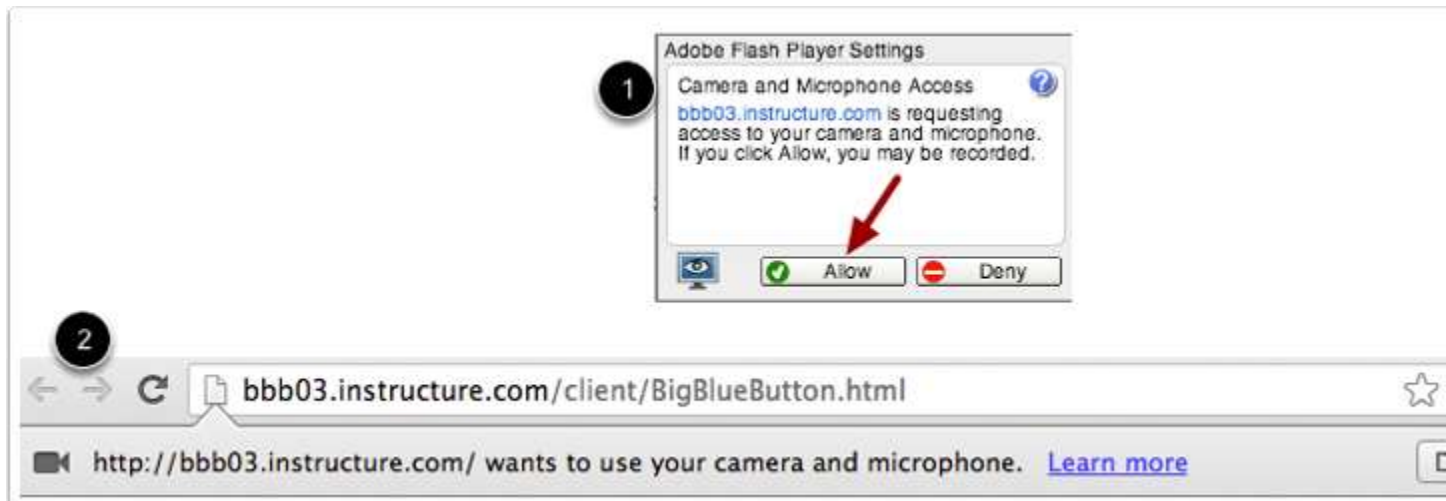 Adobe Flash Player Settings
1
Camera and Microphone Access
?
bbb03.instructure.com is requesting
access to your camera and microphone.
If you click Allow, you may be recorded.
Allow
Deny
2
bbb03.instructure.com/client/BigBlueButton.html
http://bbb03.instructure.com/ wants to use your camera and microphone. Learn more